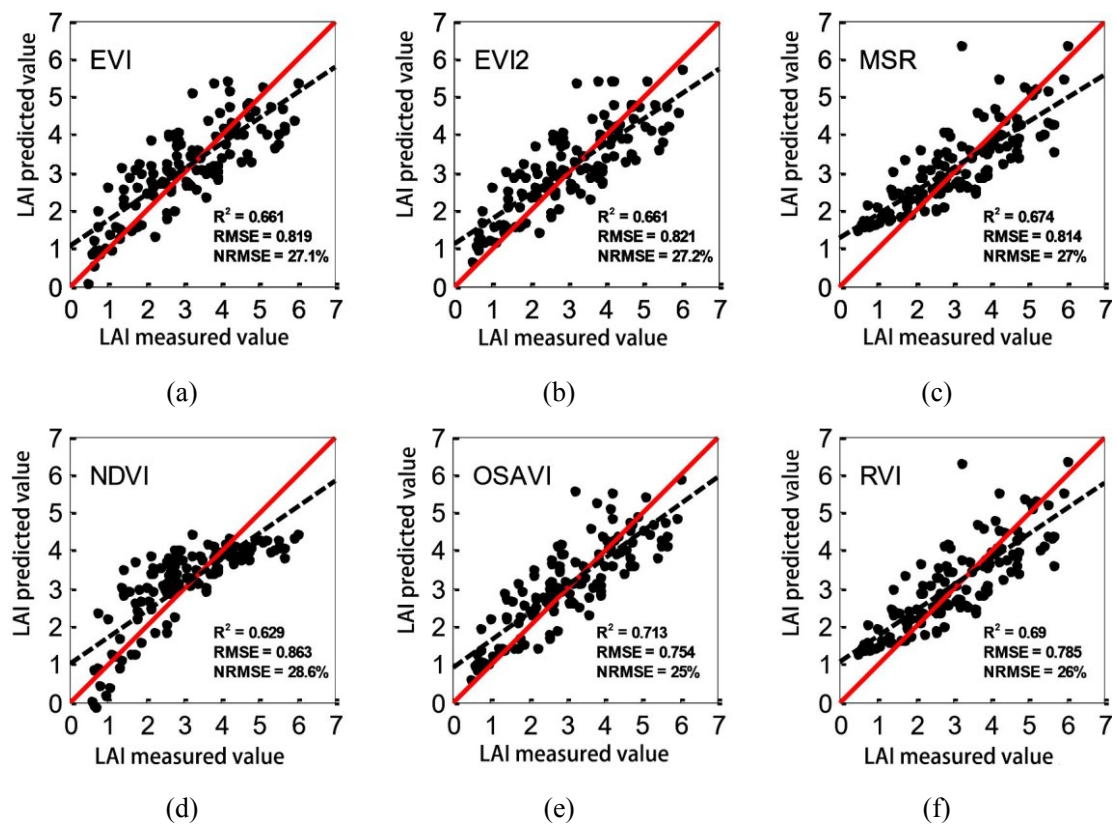 EVI
LAI predicted value
7
6
5
4
3
2
1
0
R² = 0.661
RMSE = 0.819
NRMSE = 27.1%
0 1 2 3 4 5 6 7
LAI measured value
(a)
EVI2
LAI predicted value
7
6
5
4
3
2
1
0
R² = 0.661
RMSE = 0.821
NRMSE = 27.2%
0 1 2 3 4 5 6 7
LAI measured value
(b)
MSR
LAI predicted value
7
6
5
4
3
2
1
0
R² = 0.674
RMSE = 0.814
NRMSE = 27%
0 1 2 3 4 5 6 7
LAI measured value
(c)
NDVI
LAI predicted value
7
6
5
4
3
2
1
0
R² = 0.629
RMSE = 0.863
NRMSE = 28.6%
0 1 2 3 4 5 6 7
LAI measured value
(d)
OSAVI
LAI predicted value
7
6
5
4
3
2
1
0
R² = 0.713
RMSE = 0.754
NRMSE = 25%
0 1 2 3 4 5 6 7
LAI measured value
(e)
RVI
LAI predicted value
7
6
5
4
3
2
1
0
R² = 0.69
RMSE = 0.785
NRMSE = 26%
0 1 2 3 4 5 6 7
LAI measured value
(f)